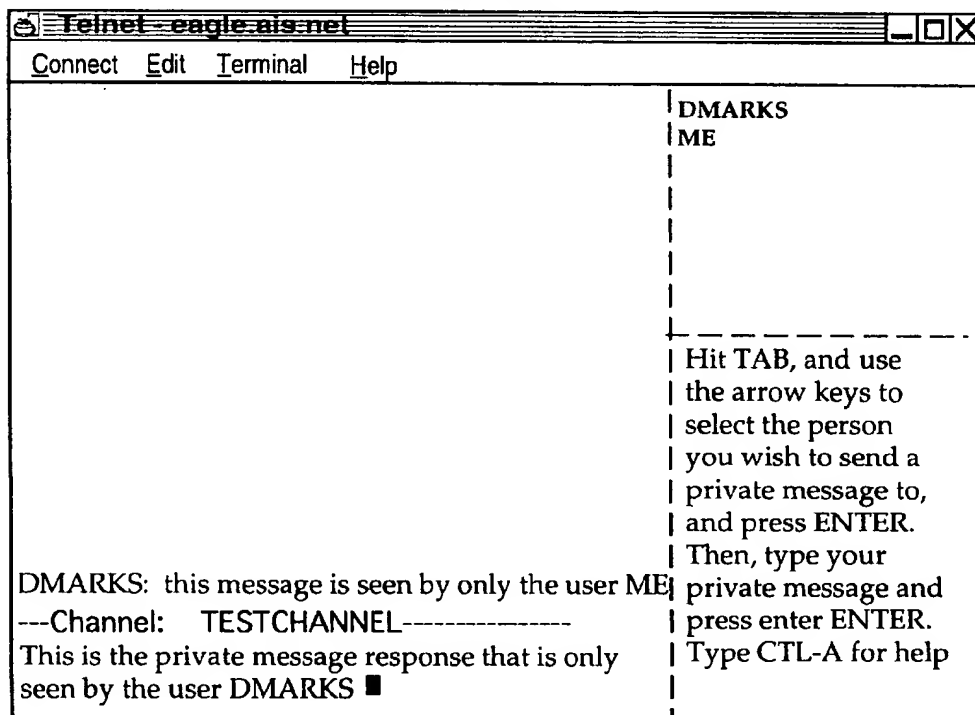 Telnet - eagle.ais.net
Connect Edit Terminal Help
DMARKS
ME
Hit TAB, and use
the arrow keys to
select the person
you wish to send a
private message to,
and press ENTER.
Then, type your
private message and
press enter ENTER.
Type CTL-A for help
DMARKS: this message is seen by only the user ME
---Channel: TESTCHANNEL----------------
This is the private message response that is only
seen by the user DMARKS